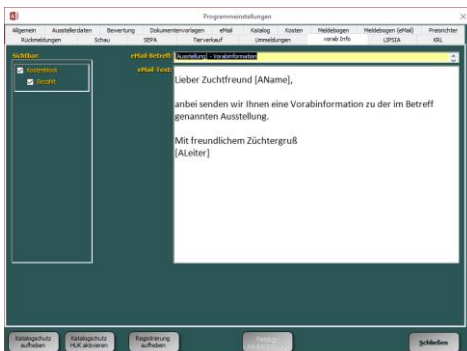 Programmeinstellungen
Allgemein Ausstellerdaten Bewertung Dokumentenvorlagen eMail Katalog Kosten Meldebogen Meldebogen (eMail) Preisrichter
Rückmeldungen Schau SEPA Tierverkauf Ummeldungen vorab Info LIPSIA KRL
Sichtbar:
Kostenblock
Bezahlt
eMail-Betreff: [Ausstellung] - Vorabinformation
eMail-Text:
Lieber Zuchtfreund [AName],
anbei senden wir Ihnen eine Vorabinformation zu der im Betreff
genannten Ausstellung.
Mit freundlichem Züchtergruß
[ALeiter]
Katalogschutz aufheben
Katalogschutz HUK aktivieren
Registrierung aufheben
Schließen